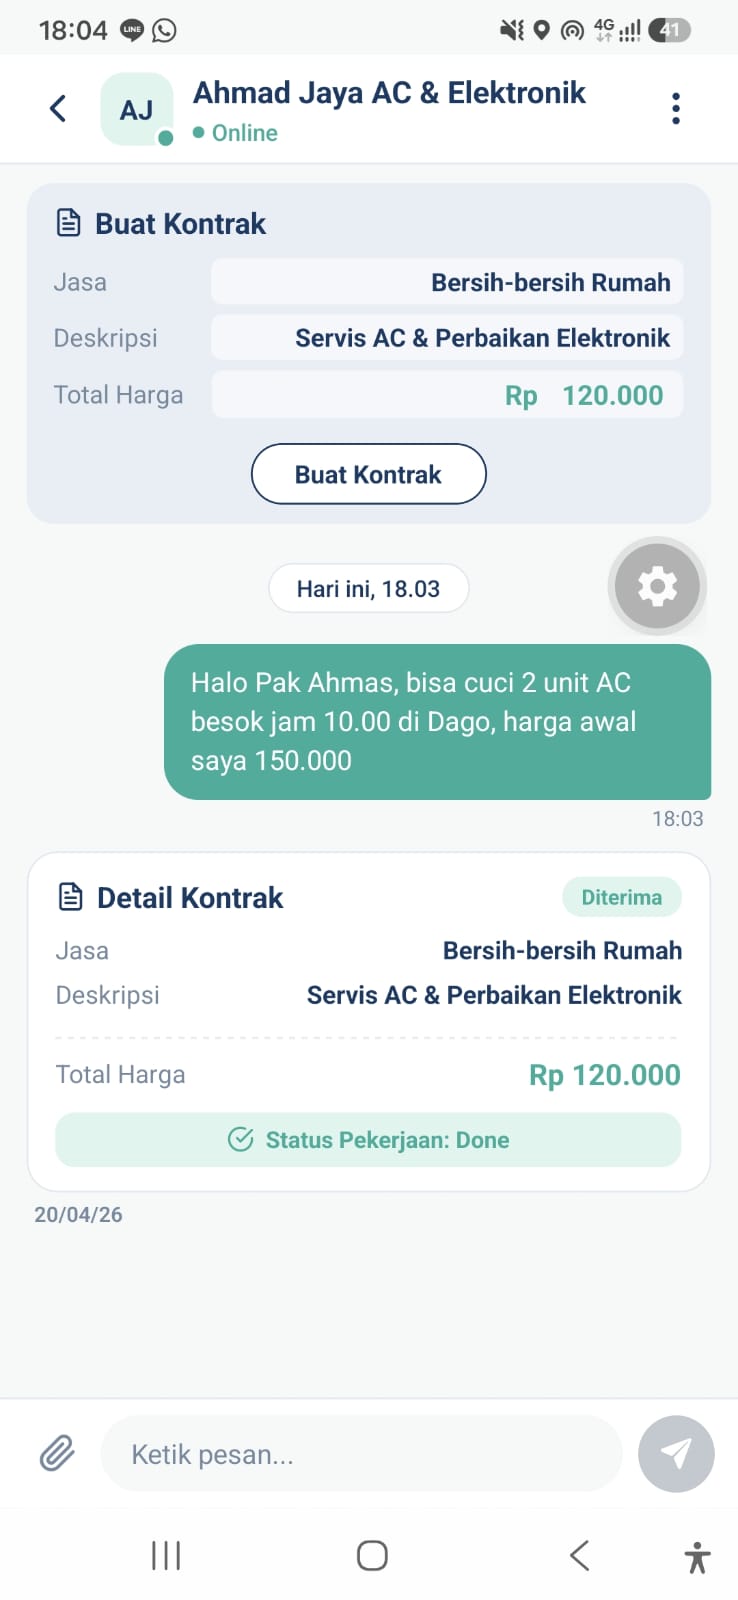 18:04 LINE 4G 41
AJ
Ahmad Jaya AC & Elektronik
Online
Buat Kontrak
Jasa Bersih-bersih Rumah
Deskripsi Servis AC & Perbaikan Elektronik
Total Harga Rp 120.000
Buat Kontrak
Hari ini, 18.03
Halo Pak Ahmas, bisa cuci 2 unit AC
besok jam 10.00 di Dago, harga awal
saya 150.000
18:03
Detail Kontrak Diterima
Jasa Bersih-bersih Rumah
Deskripsi Servis AC & Perbaikan Elektronik
Total Harga Rp 120.000
Status Pekerjaan: Done
20/04/26
Ketik pesan...